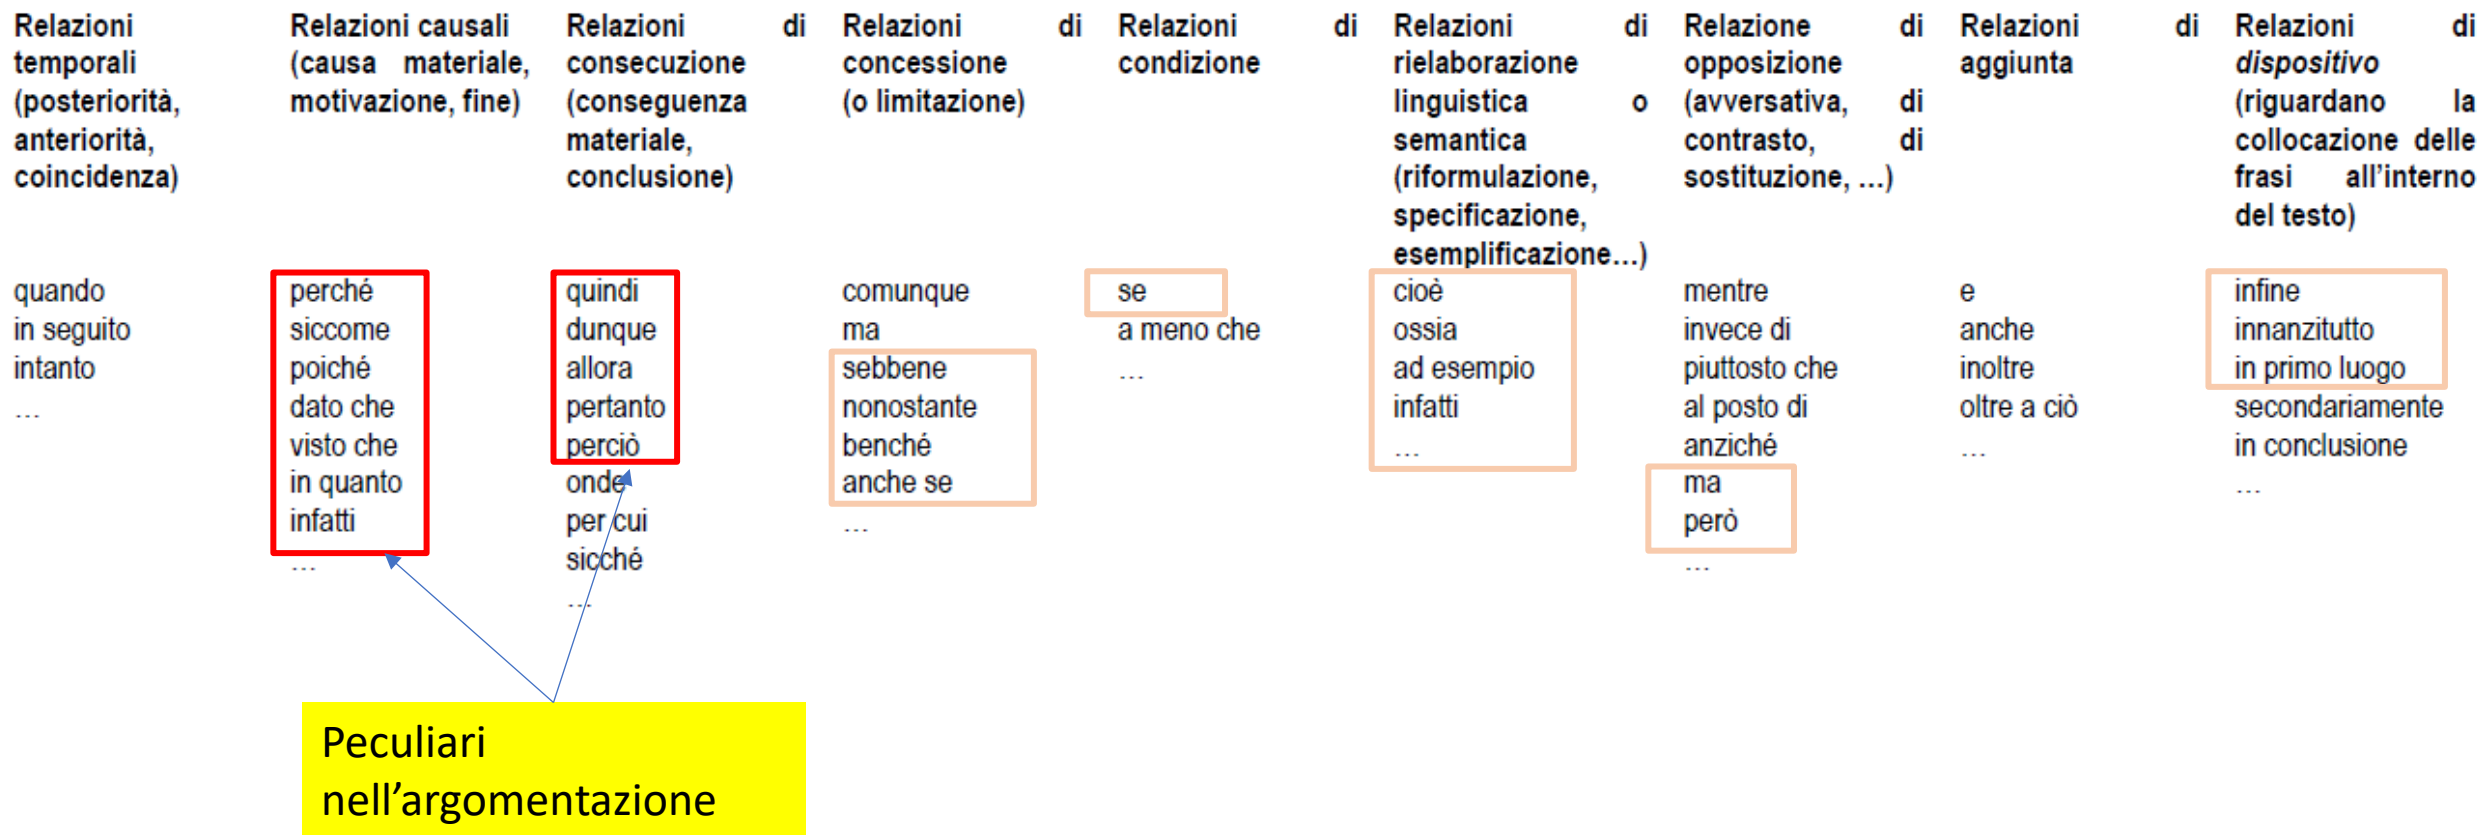 Relazioni
temporali
(posteriorità,
anteriorità,
coincidenza)
quando
in seguito
intanto
…
Relazioni causali
(causa materiale,
motivazione, fine)
perché
siccome
poiché
dato che
visto che
in quanto
infatti
…
Relazioni di
consecuzione
(conseguenza
materiale,
conclusione)
quindi
dunque
allora
pertanto
perciò
onde
per cui
sicché
…
Relazioni di
concessione
(o limitazione)
comunque
ma
sebbene
nonostante
benché
anche se
…
Relazioni di
condizione
se
a meno che
…
Relazioni di
rielaborazione
linguistica o
semantica
(riformulazione,
specificazione,
esemplificazione…)
cioè
ossia
ad esempio
infatti
…
Relazione di
opposizione
(avversativa, di
contrasto, di
sostituzione, …)
mentre
invece di
piuttosto che
al posto di
anziché
ma
però
…
Relazioni di
aggiunta
e
anche
inoltre
oltre a ciò
…
Relazioni di
dispositivo
(riguardano la
collocazione delle
frasi all'interno
del testo)
infine
innanzitutto
in primo luogo
secondariamente
in conclusione
…
Peculiari
nell’argomentazione